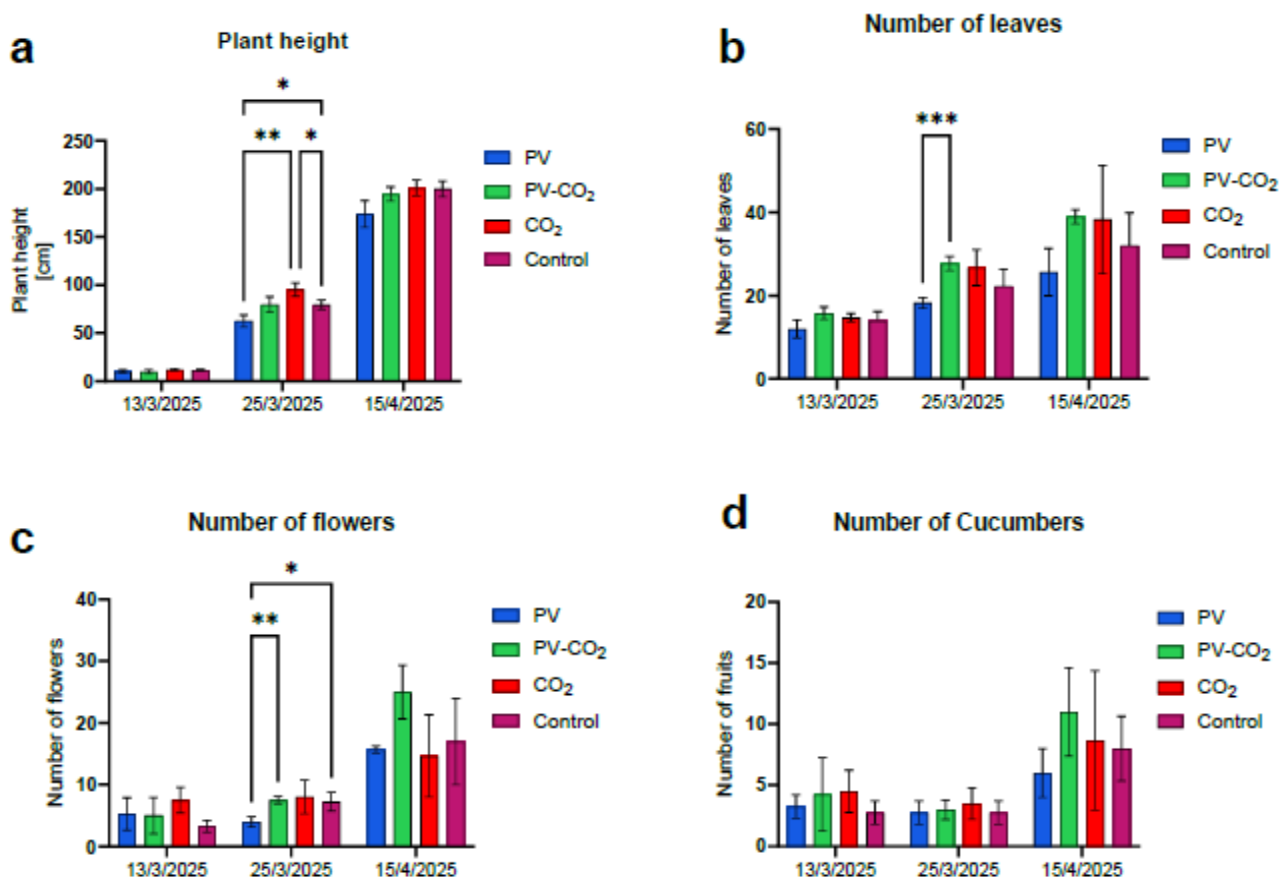 a
Plant height
*
**
*
250
200
150
100
50
0
Plant height
[cm]
13/3/2025
25/3/2025
15/4/2025
PV
PV-CO₂
CO₂
Control
b
Number of leaves
***
60
40
20
0
Number of leaves
13/3/2025
25/3/2025
15/4/2025
PV
PV-CO₂
CO₂
Control
c
Number of flowers
*
**
40
30
20
10
0
Number of flowers
13/3/2025
25/3/2025
15/4/2025
PV
PV-CO₂
CO₂
Control
d
Number of Cucumbers
20
15
10
5
0
Number of fruits
13/3/2025
25/3/2025
15/4/2025
PV
PV-CO₂
CO₂
Control